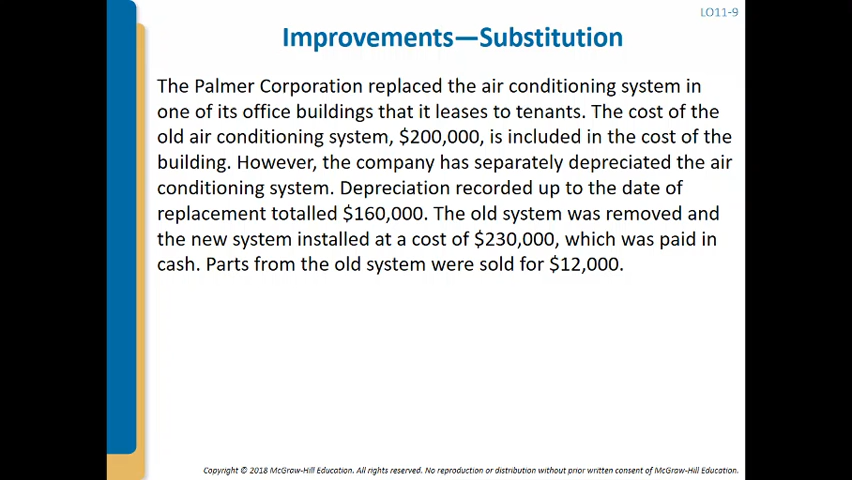 LO11-9
Improvements—Substitution
The Palmer Corporation replaced the air conditioning system in
one of its office buildings that it leases to tenants. The cost of the
old air conditioning system, $200,000, is included in the cost of the
building. However, the company has separately depreciated the air
conditioning system. Depreciation recorded up to the date of
replacement totalled $160,000. The old system was removed and
the new system installed at a cost of $230,000, which was paid in
cash. Parts from the old system were sold for $12,000.
Copyright © 2018 McGraw-Hill Education. All rights reserved. No reproduction or distribution without prior written consent of McGraw-Hill Education.